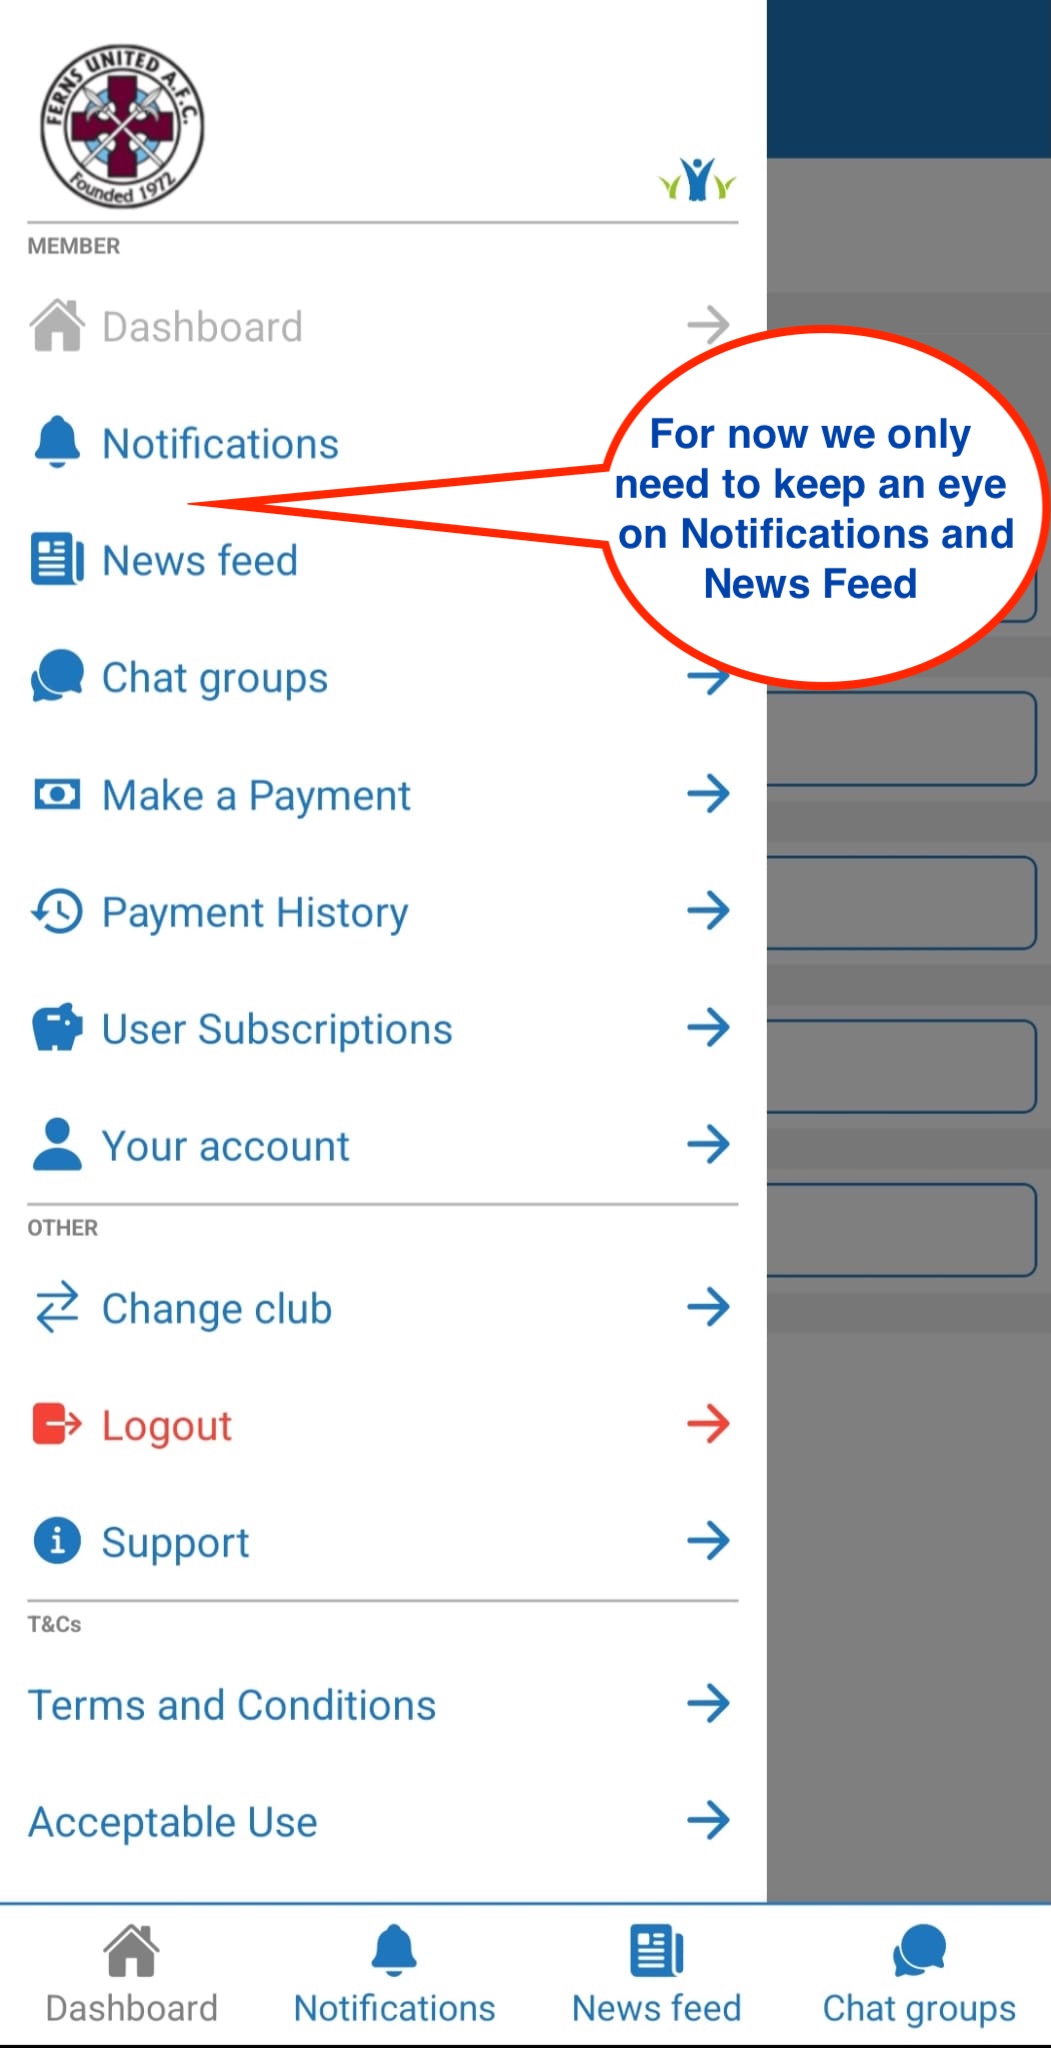 FERNS UNITED A.F.C.
Founded 1972
MEMBER
Dashboard
Notifications
For now we only
need to keep an eye
on Notifications and
News Feed
News feed
Chat groups
Make a Payment
Payment History
User Subscriptions
Your account
OTHER
Change club
Logout
Support
T&Cs
Terms and Conditions
Acceptable Use
Dashboard
Notifications
News feed
Chat groups